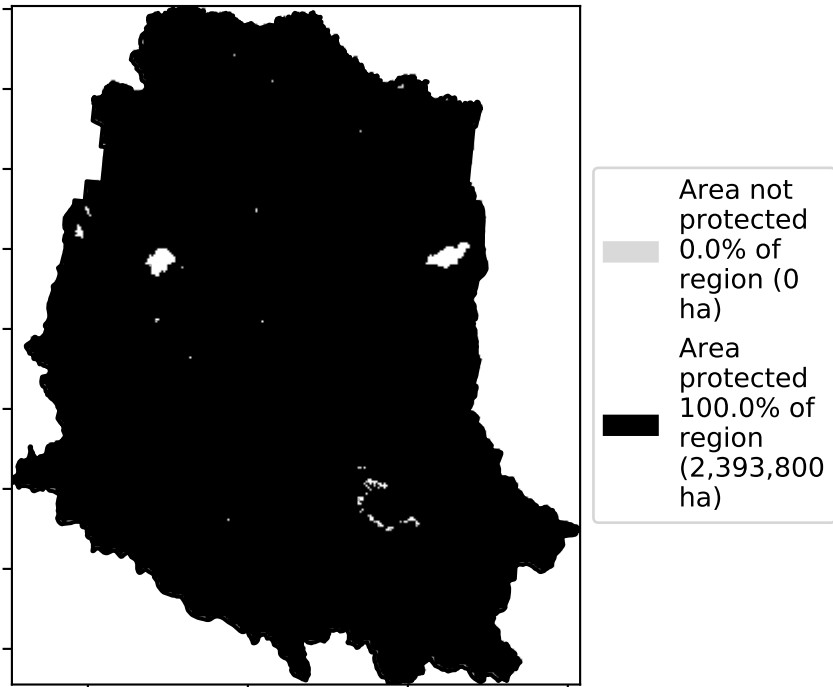 Area not
protected
0.0% of
region (0
ha)
Area
protected
100.0% of
region
(2,393,800
ha)